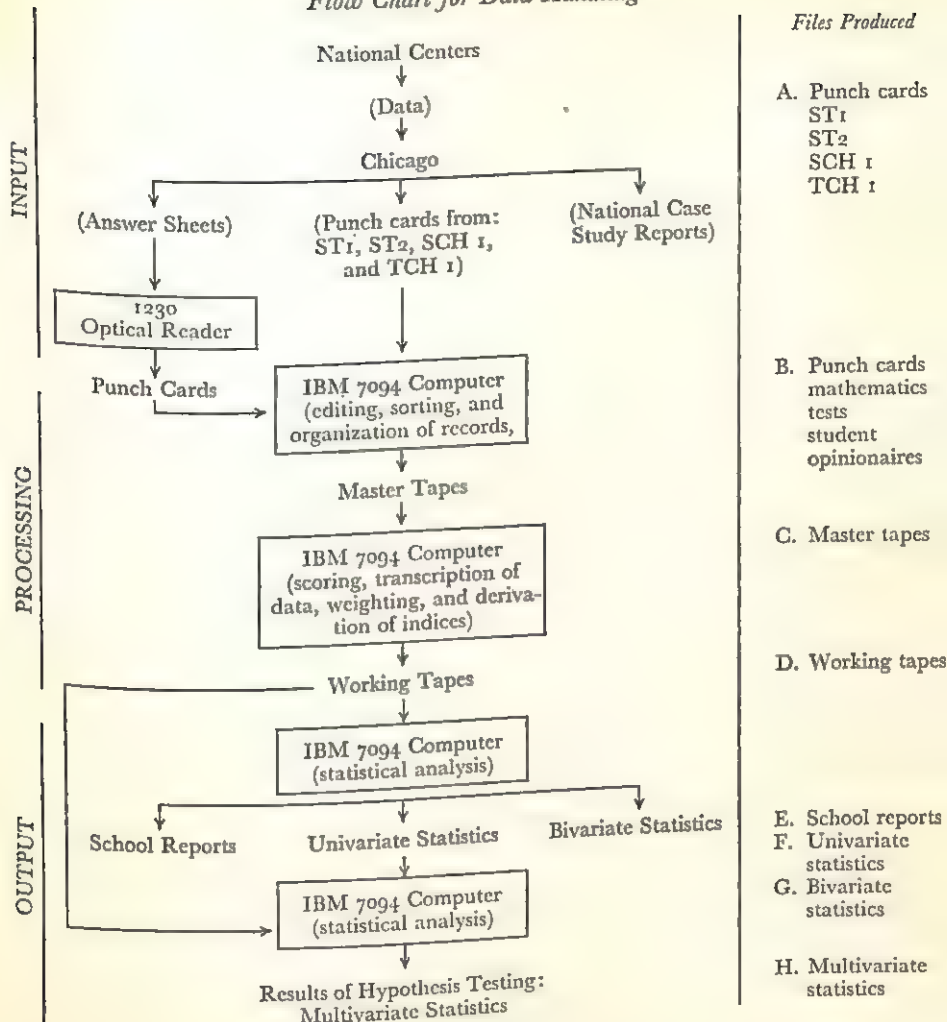 Flow Chart for Data Handling
Files Produced
INPUT
National Centers
(Data)
Chicago
(Answer Sheets)
(Punch cards from:
ST1, ST2, SCH 1,
and TCH 1)
(National Case
Study Reports)
1230
Optical Reader
Punch Cards
PROCESSING
IBM 7094 Computer
(editing, sorting, and
organization of records,
Master Tapes
IBM 7094 Computer
(scoring, transcription of
data, weighting, and deriva-
tion of indices)
Working Tapes
OUTPUT
IBM 7094 Computer
(statistical analysis)
School Reports
Univariate Statistics
Bivariate Statistics
IBM 7094 Computer
(statistical analysis)
Results of Hypothesis Testing:
Multivariate Statistics
A. Punch cards
ST1
ST2
SCH 1
TCH 1
B. Punch cards
mathematics
tests
student
opinionaires
C. Master tapes
D. Working tapes
E. School reports
F. Univariate
statistics
G. Bivariate
statistics
H. Multivariate
statistics